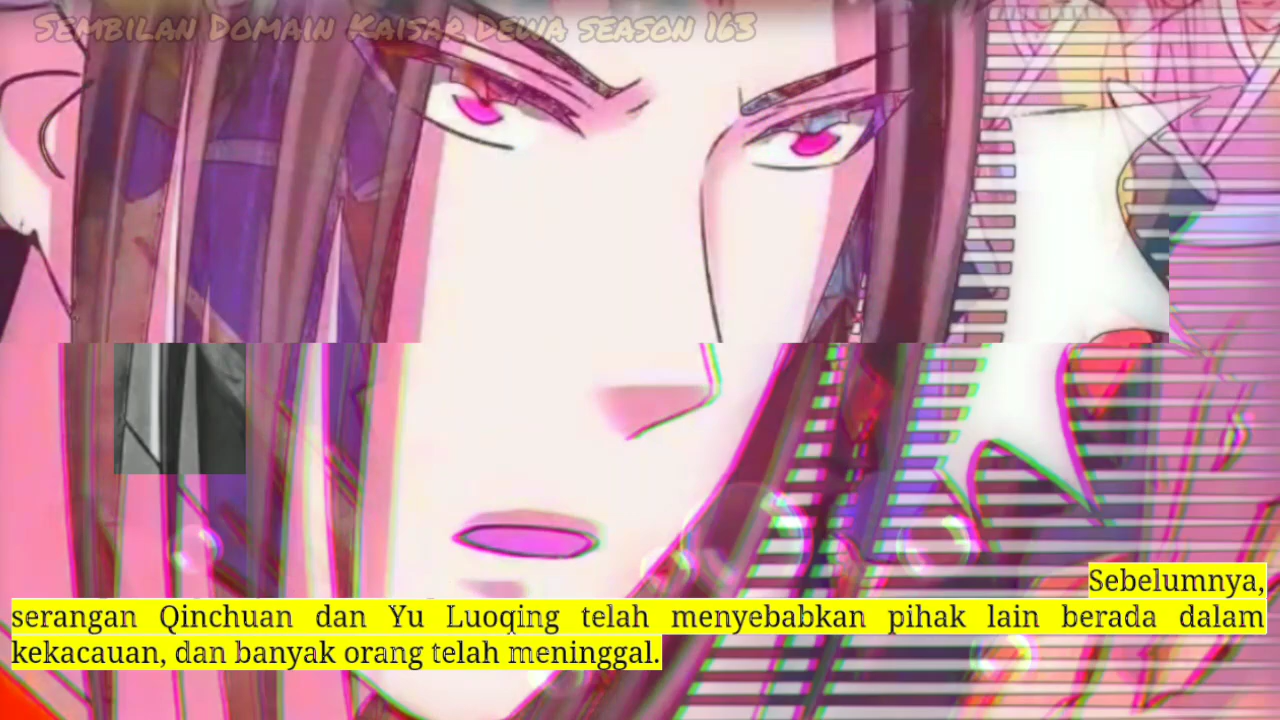 Sembilan Domain Kaisar Dewa season 163
Sebelumnya,
serangan Qinchuan dan Yu Luoqing telah menyebabkan pihak lain berada dalam
kekacauan, dan banyak orang telah meninggal.